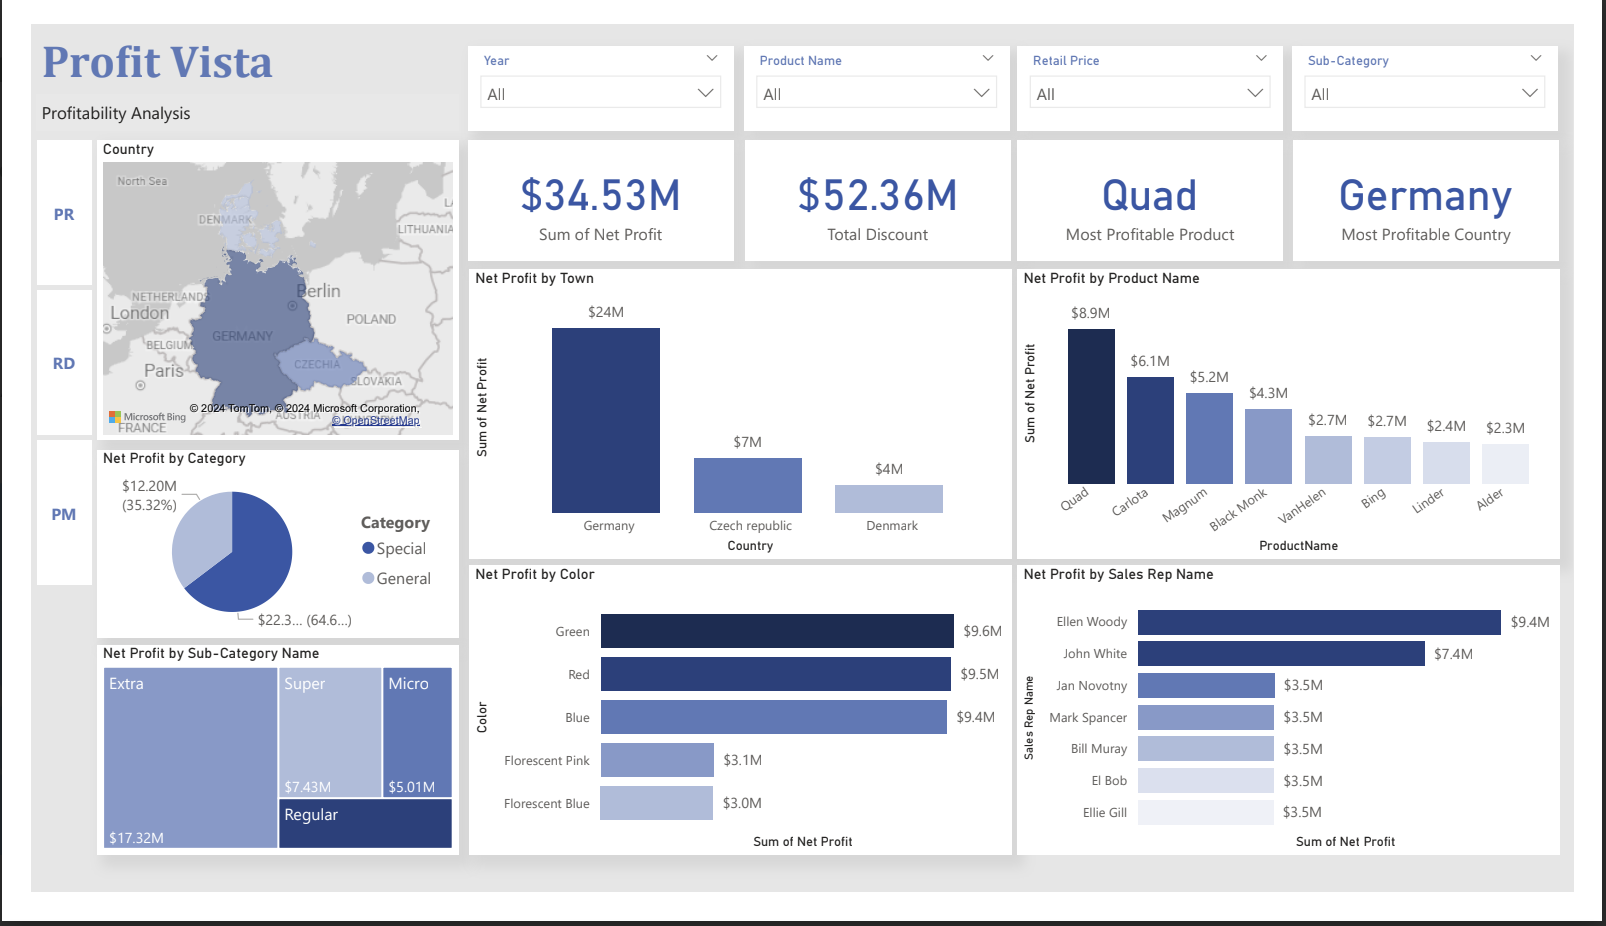 Profit Vista
Profitability Analysis
Year
All
Product Name
All
Retail Price
All
Sub-Category
All
PR
RD
PM
Country
North Sea
DENMARK
LITHUANIA
NETHERLANDS
Berlin
London
POLAND
GERMANY
BELGIUM
CZECHIA
Paris
SLOVAKIA
© 2024 TomTom, © 2024 Microsoft Corporation,
AUSTRIA
© OpenStreetMap
Microsoft Bing
FRANCE
$34.53M
Sum of Net Profit
$52.36M
Total Discount
Quad
Most Profitable Product
Germany
Most Profitable Country
Net Profit by Town
Sum of Net Profit
$24M
$7M
$4M
Germany
Czech republic
Denmark
Country
Net Profit by Product Name
Sum of Net Profit
$8.9M
$6.1M
$5.2M
$4.3M
$2.7M
$2.7M
$2.4M
$2.3M
Quad
Carlota
Magnum
Black Monk
VanHelen
Bing
Linder
Alder
ProductName
Net Profit by Category
$12.20M
(35.32%)
$22.3... (64.6...)
Category
Special
General
Net Profit by Sub-Category Name
Extra
$17.32M
Super
$7.43M
Micro
$5.01M
Regular
Net Profit by Color
Color
Green $9.6M
Red $9.5M
Blue $9.4M
Florescent Pink $3.1M
Florescent Blue $3.0M
Sum of Net Profit
Net Profit by Sales Rep Name
Sales Rep Name
Ellen Woody $9.4M
John White $7.4M
Jan Novotny $3.5M
Mark Spancer $3.5M
Bill Muray $3.5M
El Bob $3.5M
Ellie Gill $3.5M
Sum of Net Profit